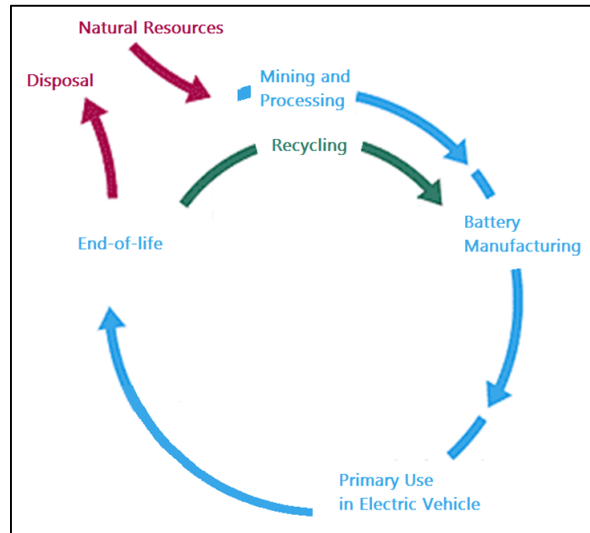 Natural Resources
Disposal
Mining and
Processing
Recycling
Battery
Manufacturing
End-of-life
Primary Use
in Electric Vehicle